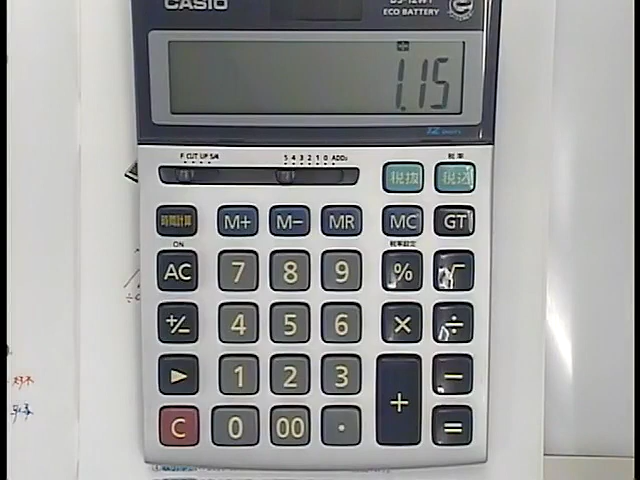 CASIO
ECO BATTERY
1.15
F CUT UP 5/4
5 4 3 2 1 0 ADD2
税率
税抜 税込
時間計算 M+ M− MR MC GT
ON
税率設定
AC 7 8 9 % √
+/− 4 5 6 × ÷
▶ 1 2 3 + −
C 0 00 · =